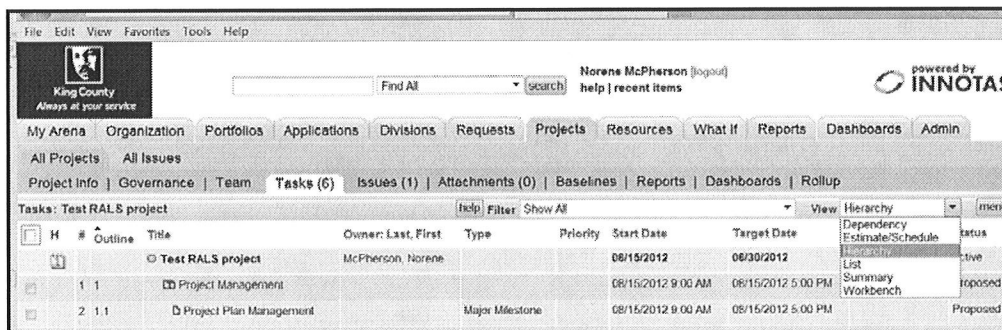 File Edit View Favorites Tools Help
King County
Always at your service
Find All search
Norene McPherson [logout]
help | recent items
powered by
INNOTAS
My Arena Organization Portfolios Applications Divisions Requests Projects Resources What If Reports Dashboards Admin
All Projects All Issues
Project Info | Governance | Team Tasks (6) Issues (1) | Attachments (0) | Baselines | Reports | Dashboards | Rollup
Tasks: Test RALS project help Filter Show All View Hierarchy men
H # Outline Title Owner: Last, First Type Priority Start Date Target Date tatus
Test RALS project McPherson, Norene 06/15/2012 06/30/2012 ctive
1 1 Project Management 08/15/2012 9:00 AM 08/15/2012 5:00 PM roposed
2 1.1 Project Plan Management Major Milestone 08/15/2012 9:00 AM 08/15/2012 5:00 PM Proposed
Dependency
Estimate/Schedule
Hierarchy
List
Summary
Workbench